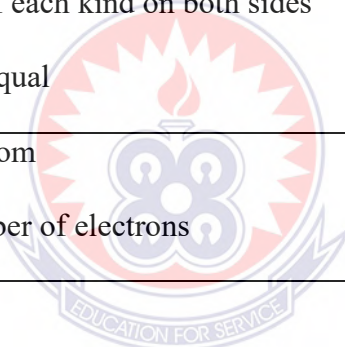 each kind on both sides
qual
om
ber of electrons
EDUCATION FOR SERVICE